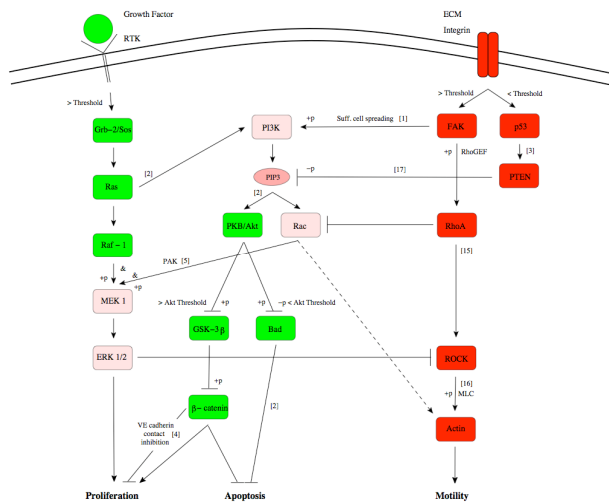 Growth Factor
RTK
ECM
Integrin
> Threshold
> Threshold
< Threshold
Grb-2/Sos
PI3K
+p
Suff. cell spreading [1]
FAK
p53
+p
RhoGEF
[3]
[2]
Ras
PIP3
-p
[17]
PTEN
[2]
PKB/Akt
Rac
RhoA
Raf - 1
PAK [5]
[15]
&
&
+p
+p
MEK 1
> Akt Threshold
+p
+p
-p < Akt Threshold
GSK-3 β
Bad
ERK 1/2
ROCK
+p
[16]
+p
MLC
β- catenin
[2]
VE cadherin
contact
inhibition
[4]
Actin
Proliferation
Apoptosis
Motility